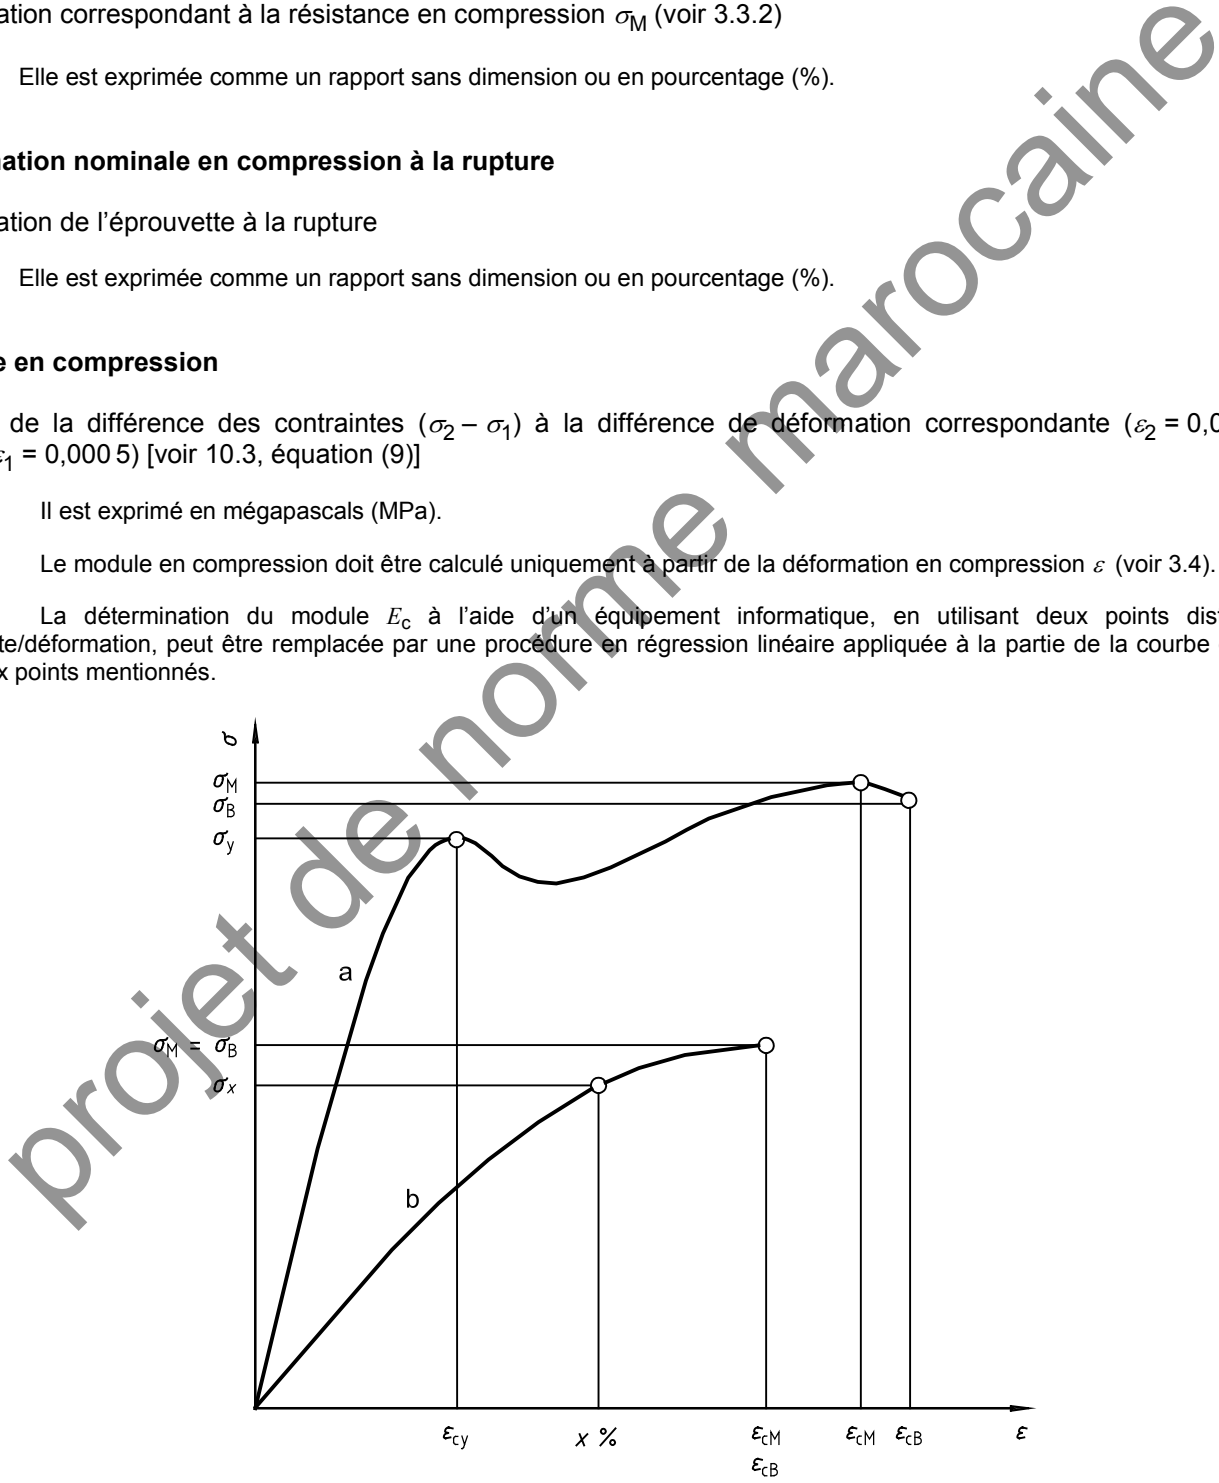 ation correspondant à la résistance en compression σM (voir 3.3.2)
Elle est exprimée comme un rapport sans dimension ou en pourcentage (%).
ation nominale en compression à la rupture
ation de l'éprouvette à la rupture
Elle est exprimée comme un rapport sans dimension ou en pourcentage (%).
e en compression
de la différence des contraintes (σ2 – σ1) à la différence de déformation correspondante (ε2 = 0,0
ε1 = 0,000 5) [voir 10.3, équation (9)]
Il est exprimé en mégapascals (MPa).
Le module en compression doit être calculé uniquement à partir de la déformation en compression ε (voir 3.4).
La détermination du module Ec à l'aide d'un équipement informatique, en utilisant deux points dist
te/déformation, peut être remplacée par une procédure en régression linéaire appliquée à la partie de la courbe
x points mentionnés.
σ
σM
σB
σy
a
σM = σB
σx
b
εcy
x %
εcM
εcM
εcB
ε
εcB
projet de norme marocaine